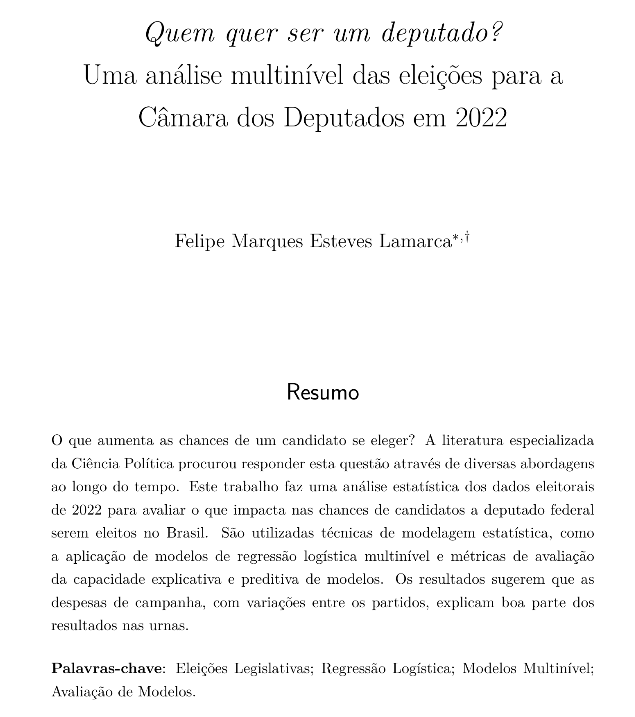 Quem quer ser um deputado?
Uma análise multinível das eleições para a
Câmara dos Deputados em 2022
Felipe Marques Esteves Lamarca*,†
Resumo
O que aumenta as chances de um candidato se eleger? A literatura especializada
da Ciência Política procurou responder esta questão através de diversas abordagens
ao longo do tempo. Este trabalho faz uma análise estatística dos dados eleitorais
de 2022 para avaliar o que impacta nas chances de candidatos a deputado federal
serem eleitos no Brasil. São utilizadas técnicas de modelagem estatística, como
a aplicação de modelos de regressão logística multinível e métricas de avaliação
da capacidade explicativa e preditiva de modelos. Os resultados sugerem que as
despesas de campanha, com variações entre os partidos, explicam boa parte dos
resultados nas urnas.
Palavras-chave: Eleições Legislativas; Regressão Logística; Modelos Multinível;
Avaliação de Modelos.